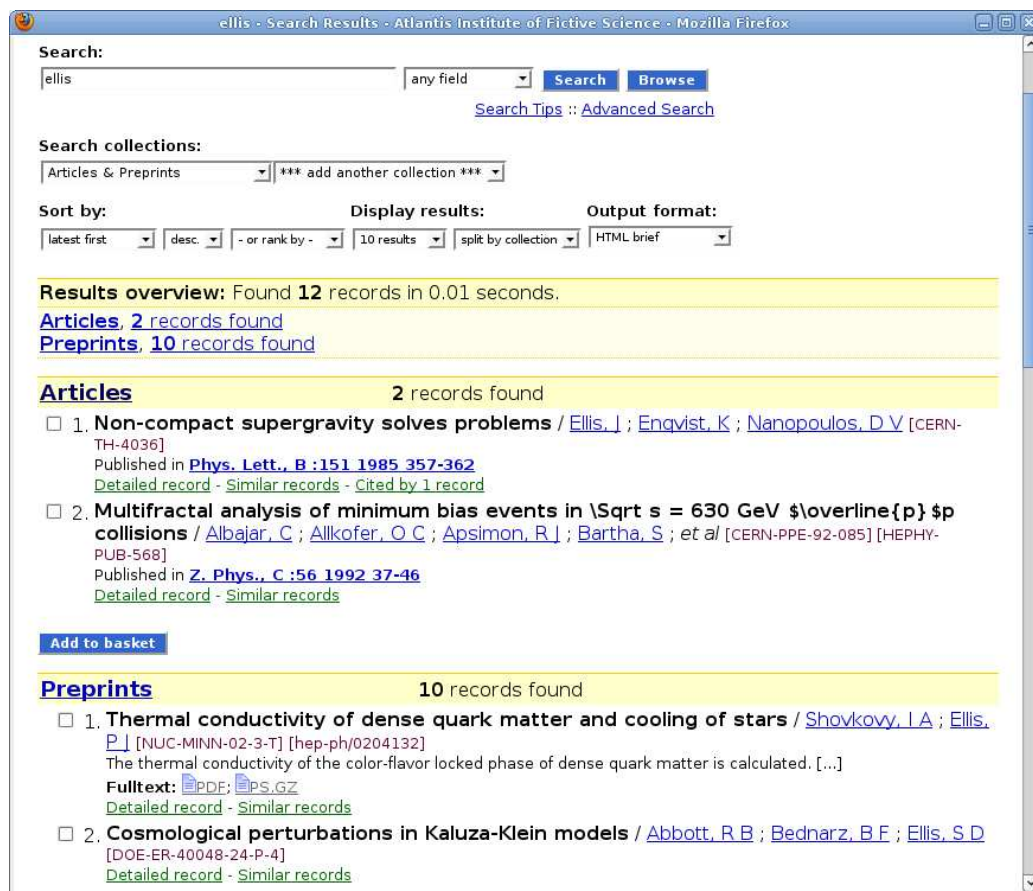 ellis - Search Results - Atlantis Institute of Fictive Science - Mozilla Firefox
Search:
ellis any field Search Browse
Search Tips :: Advanced Search
Search collections:
Articles & Preprints *** add another collection ***
Sort by: Display results: Output format:
latest first desc. - or rank by - 10 results split by collection HTML brief
Results overview: Found 12 records in 0.01 seconds.
Articles, 2 records found
Preprints, 10 records found
Articles 2 records found
1. Non-compact supergravity solves problems / Ellis, J ; Enqvist, K ; Nanopoulos, D V [CERN-
TH-4036]
Published in Phys. Lett., B :151 1985 357-362
Detailed record - Similar records - Cited by 1 record
2. Multifractal analysis of minimum bias events in \Sqrt s = 630 GeV $\overline{p}$p
collisions / Albajar, C ; Allkofer, O C ; Apsimon, R J ; Bartha, S ; et al [CERN-PPE-92-085] [HEPHY-
PUB-568]
Published in Z. Phys., C :56 1992 37-46
Detailed record - Similar records
Add to basket
Preprints 10 records found
1. Thermal conductivity of dense quark matter and cooling of stars / Shovkovy, I A ; Ellis,
P J [NUC-MINN-02-3-T] [hep-ph/0204132]
The thermal conductivity of the color-flavor locked phase of dense quark matter is calculated. [...]
Fulltext: PDF; PS.GZ
Detailed record - Similar records
2. Cosmological perturbations in Kaluza-Klein models / Abbott, R B ; Bednarz, B F ; Ellis, S D
[DOE-ER-40048-24-P-4]
Detailed record - Similar records